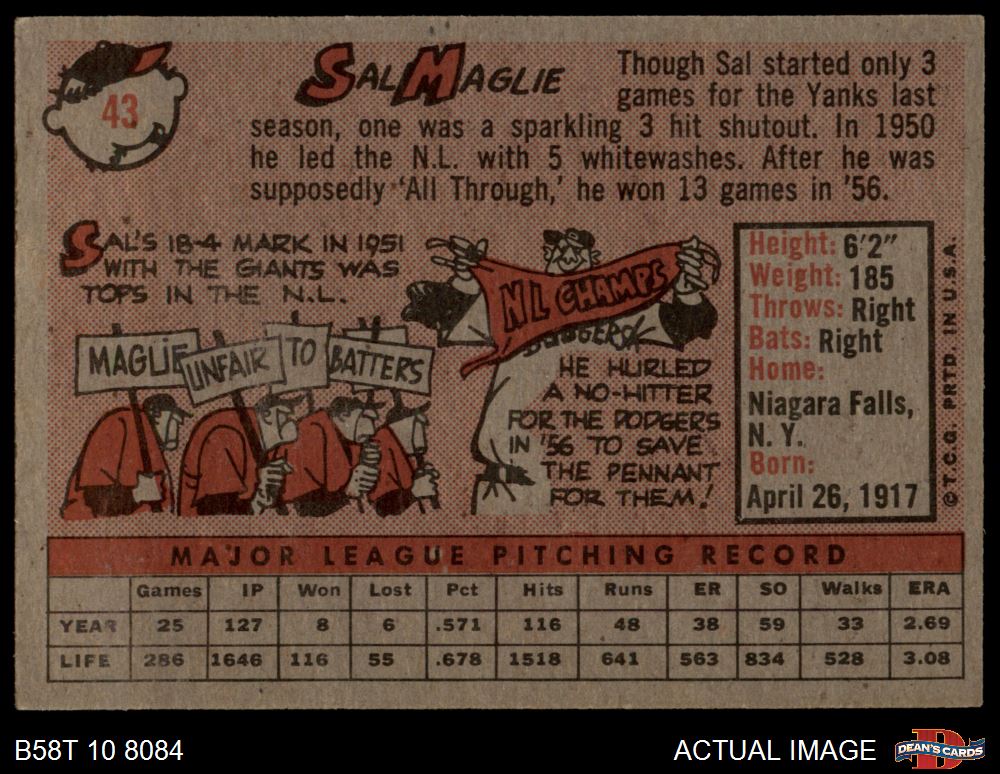 43
SAL MAGLIE
Though Sal started only 3
games for the Yanks last
season, one was a sparkling 3 hit shutout. In 1950
he led the N.L. with 5 whitewashes. After he was
supposedly 'All Through,' he won 13 games in '56.
SAL'S 18-4 MARK IN 1951
WITH THE GIANTS WAS
TOPS IN THE N.L.
MAGLIE UNFAIR TO BATTERS
NL CHAMPS
DODGERS
HE HURLED
A NO-HITTER
FOR THE DODGERS
IN '56 TO SAVE
THE PENNANT
FOR THEM!
Height: 6'2"
Weight: 185
Throws: Right
Bats: Right
Home:
Niagara Falls,
N. Y.
Born:
April 26, 1917
© T.C.G. PRTD. IN U.S.A.
MAJOR LEAGUE PITCHING RECORD
Games IP Won Lost Pct Hits Runs ER SO Walks ERA
YEAR 25 127 8 6 .571 116 48 38 59 33 2.69
LIFE 286 1646 116 55 .678 1518 641 563 834 528 3.08
B58T 10 8084
ACTUAL IMAGE
D
DEAN'S CARDS